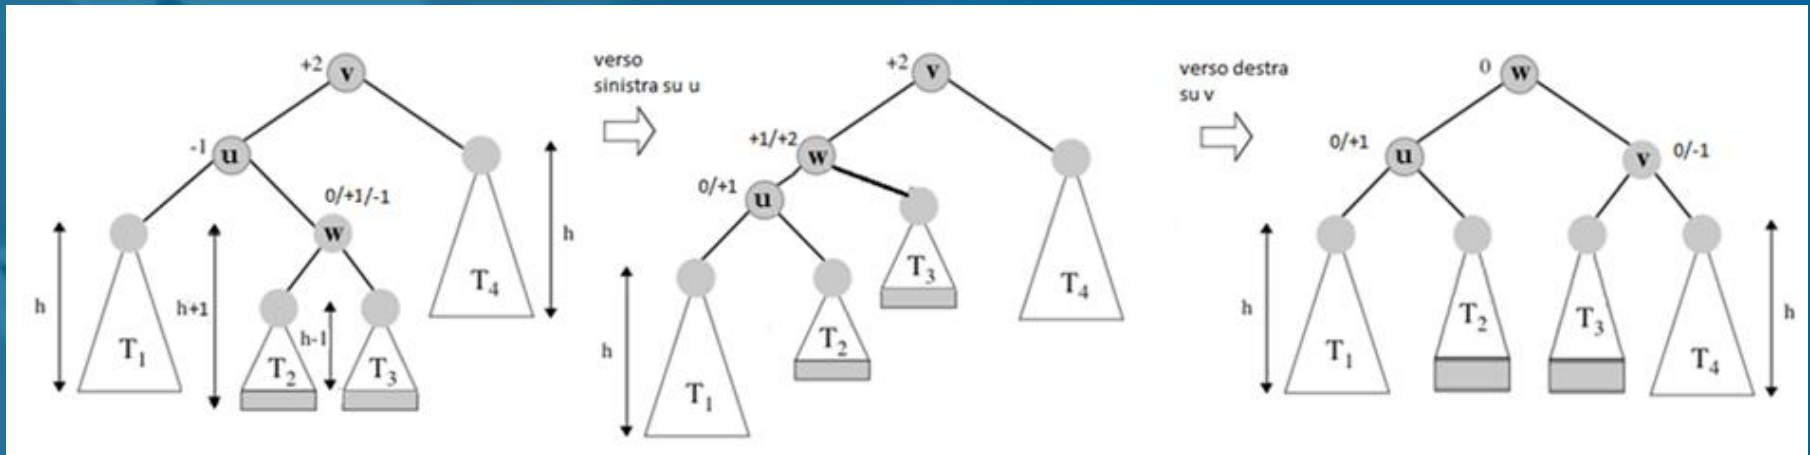 +2 v
-1 u
0/+1/-1
w
h
h+1
h-1
h
T1
T2
T3
T4
verso
sinistra su u
+2 v
+1/+2 w
0/+1 u
h
T1
T2
T3
T4
verso destra
su v
0 w
0/+1 u
v 0/-1
h
T1
T2
T3
T4
h